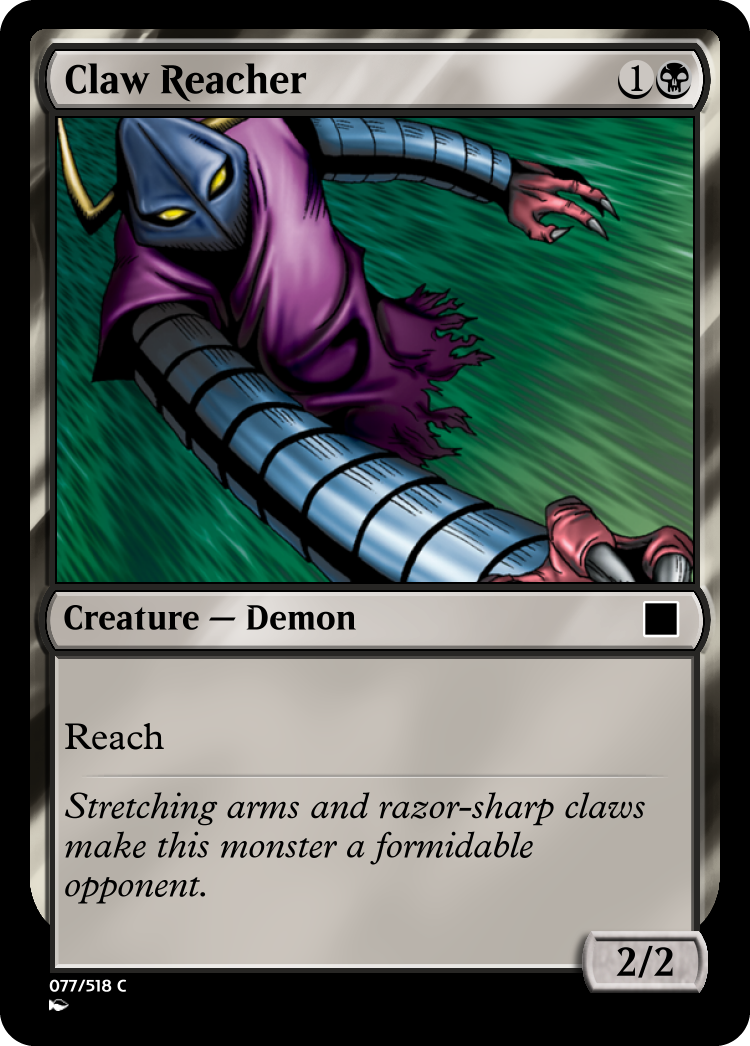 Claw Reacher 1
Creature — Demon
Reach
Stretching arms and razor-sharp claws
make this monster a formidable
opponent.
2/2
077/518 C